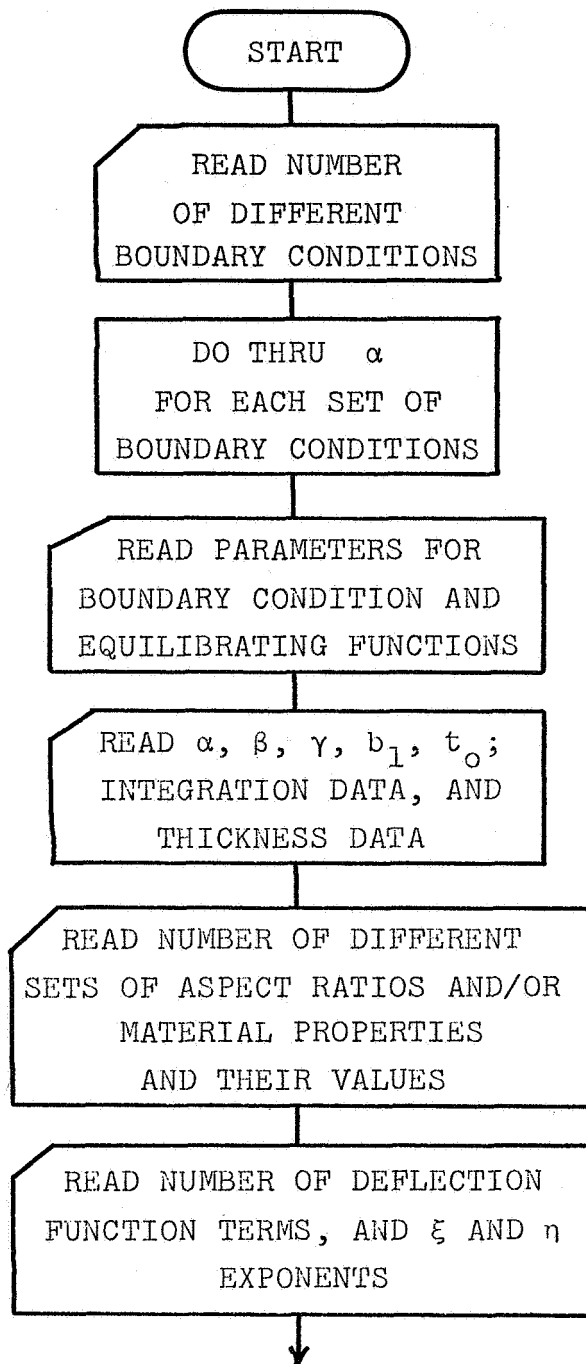 START
READ NUMBER
OF DIFFERENT
BOUNDARY CONDITIONS
DO THRU α
FOR EACH SET OF
BOUNDARY CONDITIONS
READ PARAMETERS FOR
BOUNDARY CONDITION AND
EQUILIBRATING FUNCTIONS
READ α, β, γ, b₁, tₒ;
INTEGRATION DATA, AND
THICKNESS DATA
READ NUMBER OF DIFFERENT
SETS OF ASPECT RATIOS AND/OR
MATERIAL PROPERTIES
AND THEIR VALUES
READ NUMBER OF DEFLECTION
FUNCTION TERMS, AND ξ AND η
EXPONENTS